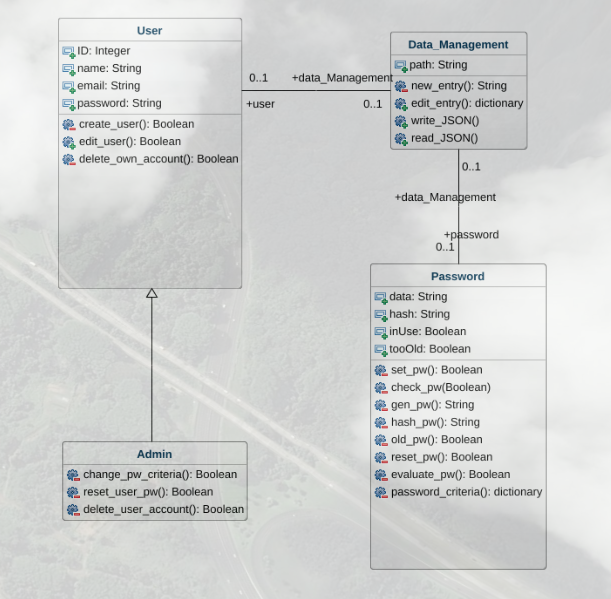 User
ID: Integer
name: String
email: String
password: String
create_user(): Boolean
edit_user(): Boolean
delete_own_account(): Boolean
0..1
+user
+data_Management
0..1
Data_Management
path: String
new_entry(): String
edit_entry(): dictionary
write_JSON()
read_JSON()
0..1
+data_Management
+password
0..1
Password
data: String
hash: String
inUse: Boolean
tooOld: Boolean
set_pw(): Boolean
check_pw(Boolean)
gen_pw(): String
hash_pw(): String
old_pw(): Boolean
reset_pw(): Boolean
evaluate_pw(): Boolean
password_criteria(): dictionary
Admin
change_pw_criteria(): Boolean
reset_user_pw(): Boolean
delete_user_account(): Boolean